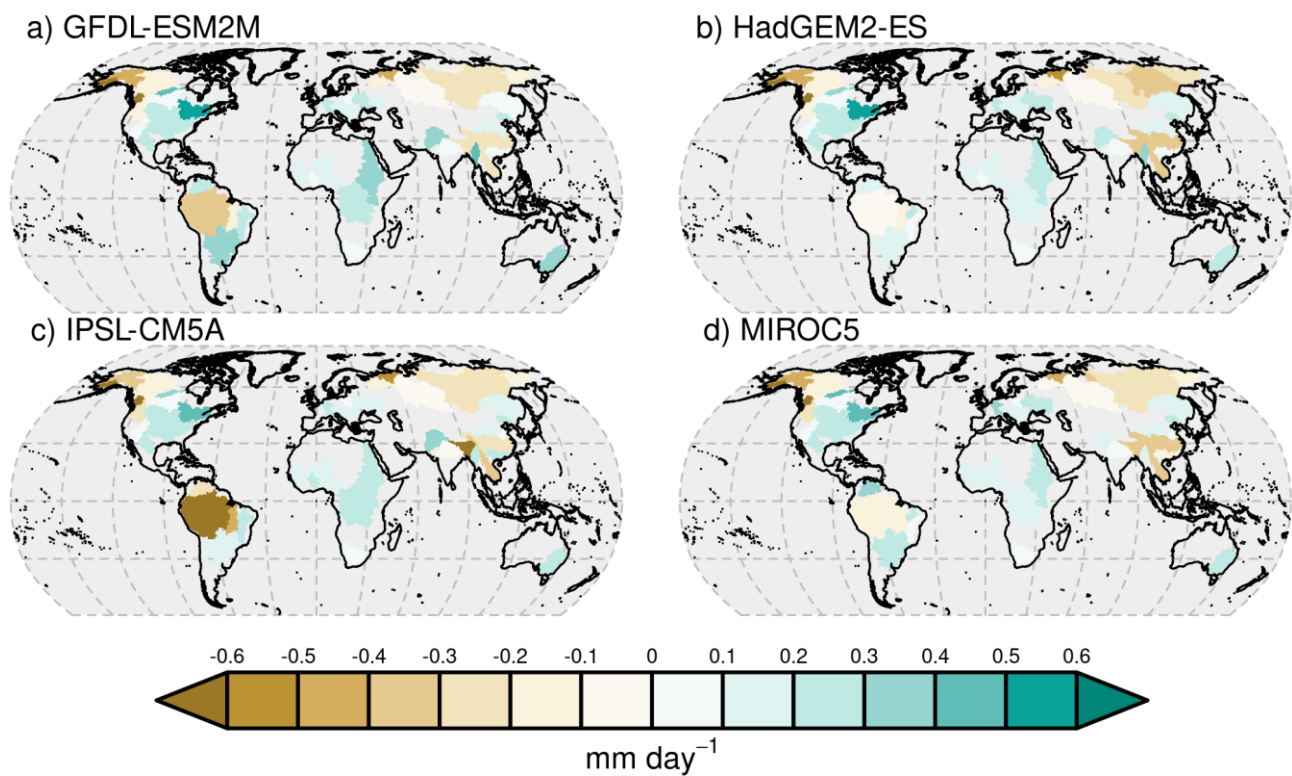 a) GFDL-ESM2M
b) HadGEM2-ES
c) IPSL-CM5A
d) MIROC5
-0.6 -0.5 -0.4 -0.3 -0.2 -0.1 0 0.1 0.2 0.3 0.4 0.5 0.6
mm day⁻¹